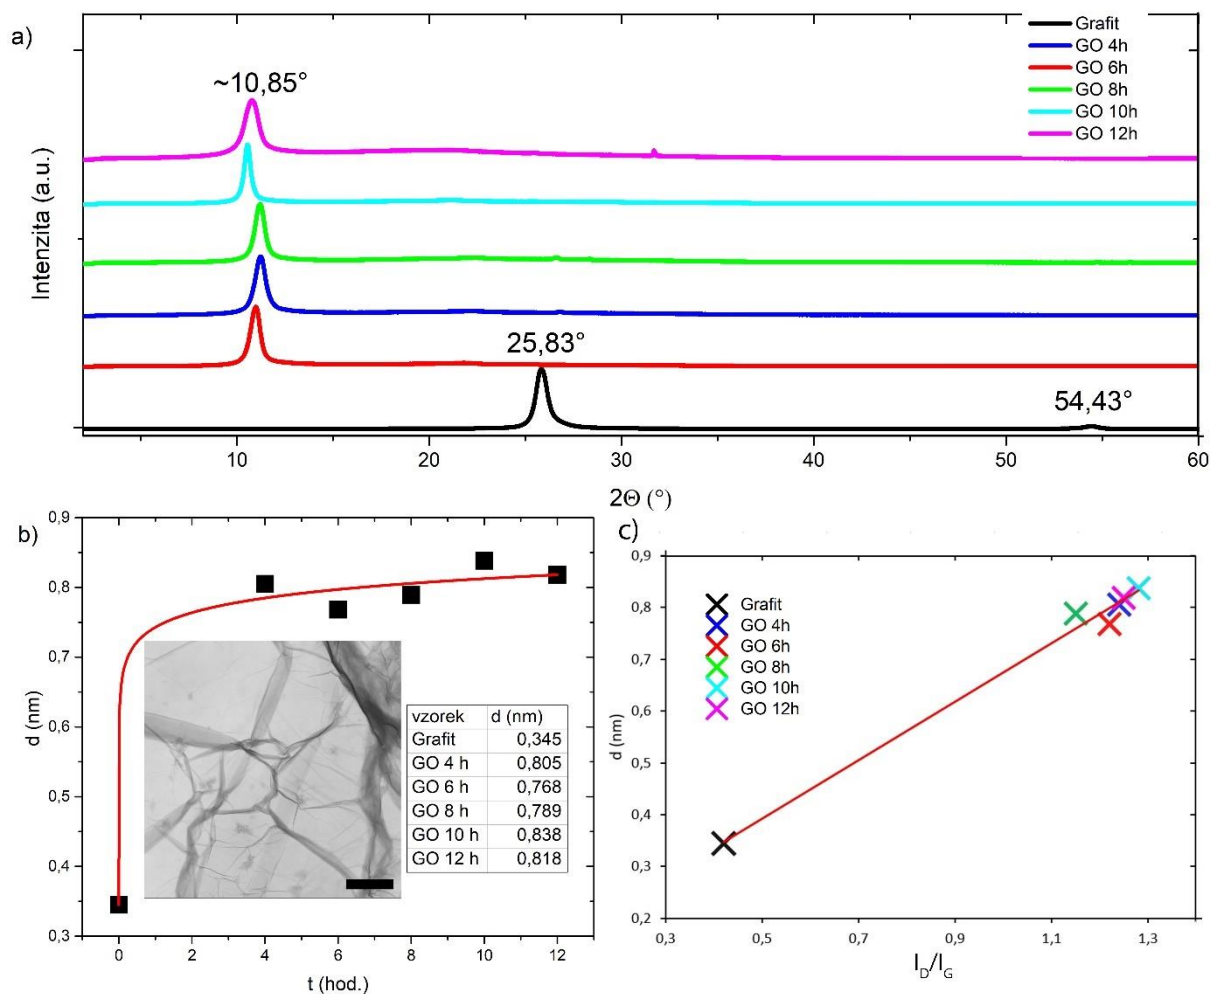 a)
Grafit
GO 4h
GO 6h
GO 8h
GO 10h
GO 12h
~10,85°
25,83°
54,43°
Intenzita (a.u.)
10 20 30 40 50 60
2Θ (°)
b)
0,9
0,8
0,7
0,6
0,5
0,4
0,3
d (nm)
vzorek d (nm)
Grafit 0,345
GO 4 h 0,805
GO 6 h 0,768
GO 8 h 0,789
GO 10 h 0,838
GO 12 h 0,818
0 2 4 6 8 10 12
t (hod.)
c)
0,9
0,8
0,7
0,6
0,5
0,4
0,3
0,2
d (nm)
Grafit
GO 4h
GO 6h
GO 8h
GO 10h
GO 12h
0,3 0,5 0,7 0,9 1,1 1,3
I_D/I_G